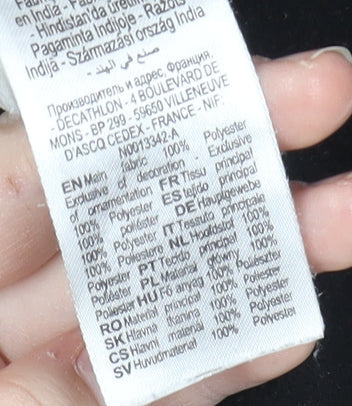 en India - Fab
- Hindistan'da üretilmiştir
Pagaminta Indijoje - Ražots
Indijā - Származási ország India
صنع في الهند -
Производитель и адрес, Франция.
- DECATHLON - 4 BOULEVARD DE
MONS - BP 299 - 59650 VILLENEUVE
D'ASCQ CEDEX - FRANCE - NIF.
N0013342-A
EN Main fabric 100% Polyester
Exclusive of decoration - Exclusive
of ornamentation FR Tissu principal
100% Polyester ES tejido principal
100% poliéster DE Hauptgewebe
100% Polyester IT Tessuto principale
100% Poliestere NL Hoofdstof 100%
Polyester PT Tecido principal 100%
Poliéster PL Materiał główny 100%
Poliester HU Fő anyag 100% Poliészter
RO Material principal 100% Poliester
SK Hlavná tkanina 100% Polyester
CS Hlavní materiál 100% Polyester
SV Huvudmaterial 100% Polyester